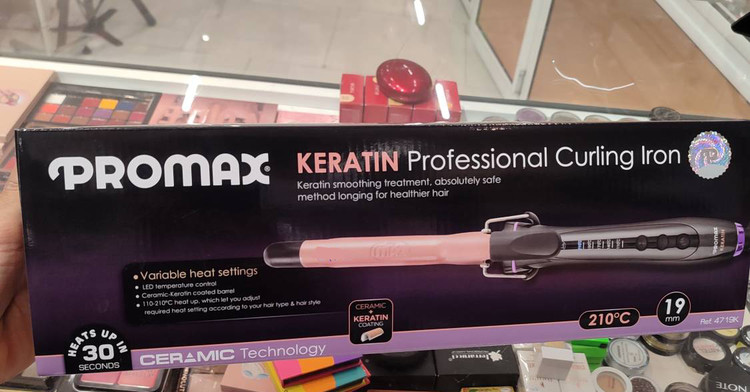 PROMAX
KERATIN Professional Curling Iron
Keratin smoothing treatment, absolutely safe
method longing for healthier hair
• Variable heat settings
• LED temperature control
• Ceramic-Keratin coated barrel
• 110-210°C heat up, which let you adjust
required heat setting according to your hair type & hair style
PROMAX
KERATIN
CERAMIC
+
KERATIN
COATING
210°C
19
mm
Ref: 4719K
HEATS UP IN
30
SECONDS
CERAMIC Technology
NOTE